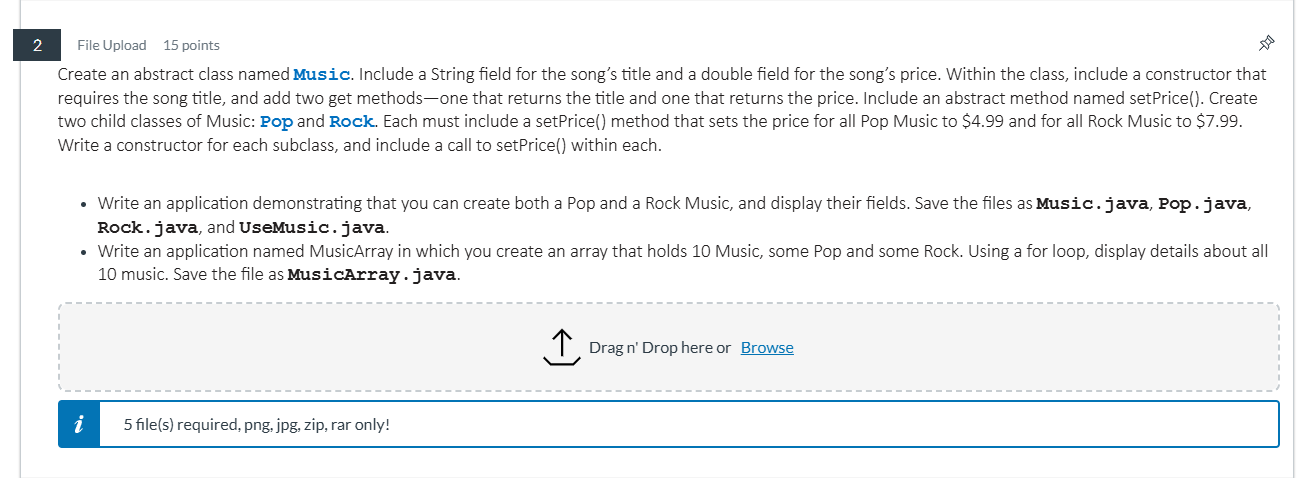 2 File Upload 15 points
Create an abstract class named Music. Include a String field for the song's title and a double field for the song's price. Within the class, include a constructor that
requires the song title, and add two get methods—one that returns the title and one that returns the price. Include an abstract method named setPrice(). Create
two child classes of Music: Pop and Rock. Each must include a setPrice() method that sets the price for all Pop Music to $4.99 and for all Rock Music to $7.99.
Write a constructor for each subclass, and include a call to setPrice() within each.
• Write an application demonstrating that you can create both a Pop and a Rock Music, and display their fields. Save the files as Music.java, Pop.java,
Rock.java, and UseMusic.java.
• Write an application named MusicArray in which you create an array that holds 10 Music, some Pop and some Rock. Using a for loop, display details about all
10 music. Save the file as MusicArray.java.
Drag n' Drop here or Browse
i 5 file(s) required, png, jpg, zip, rar only!